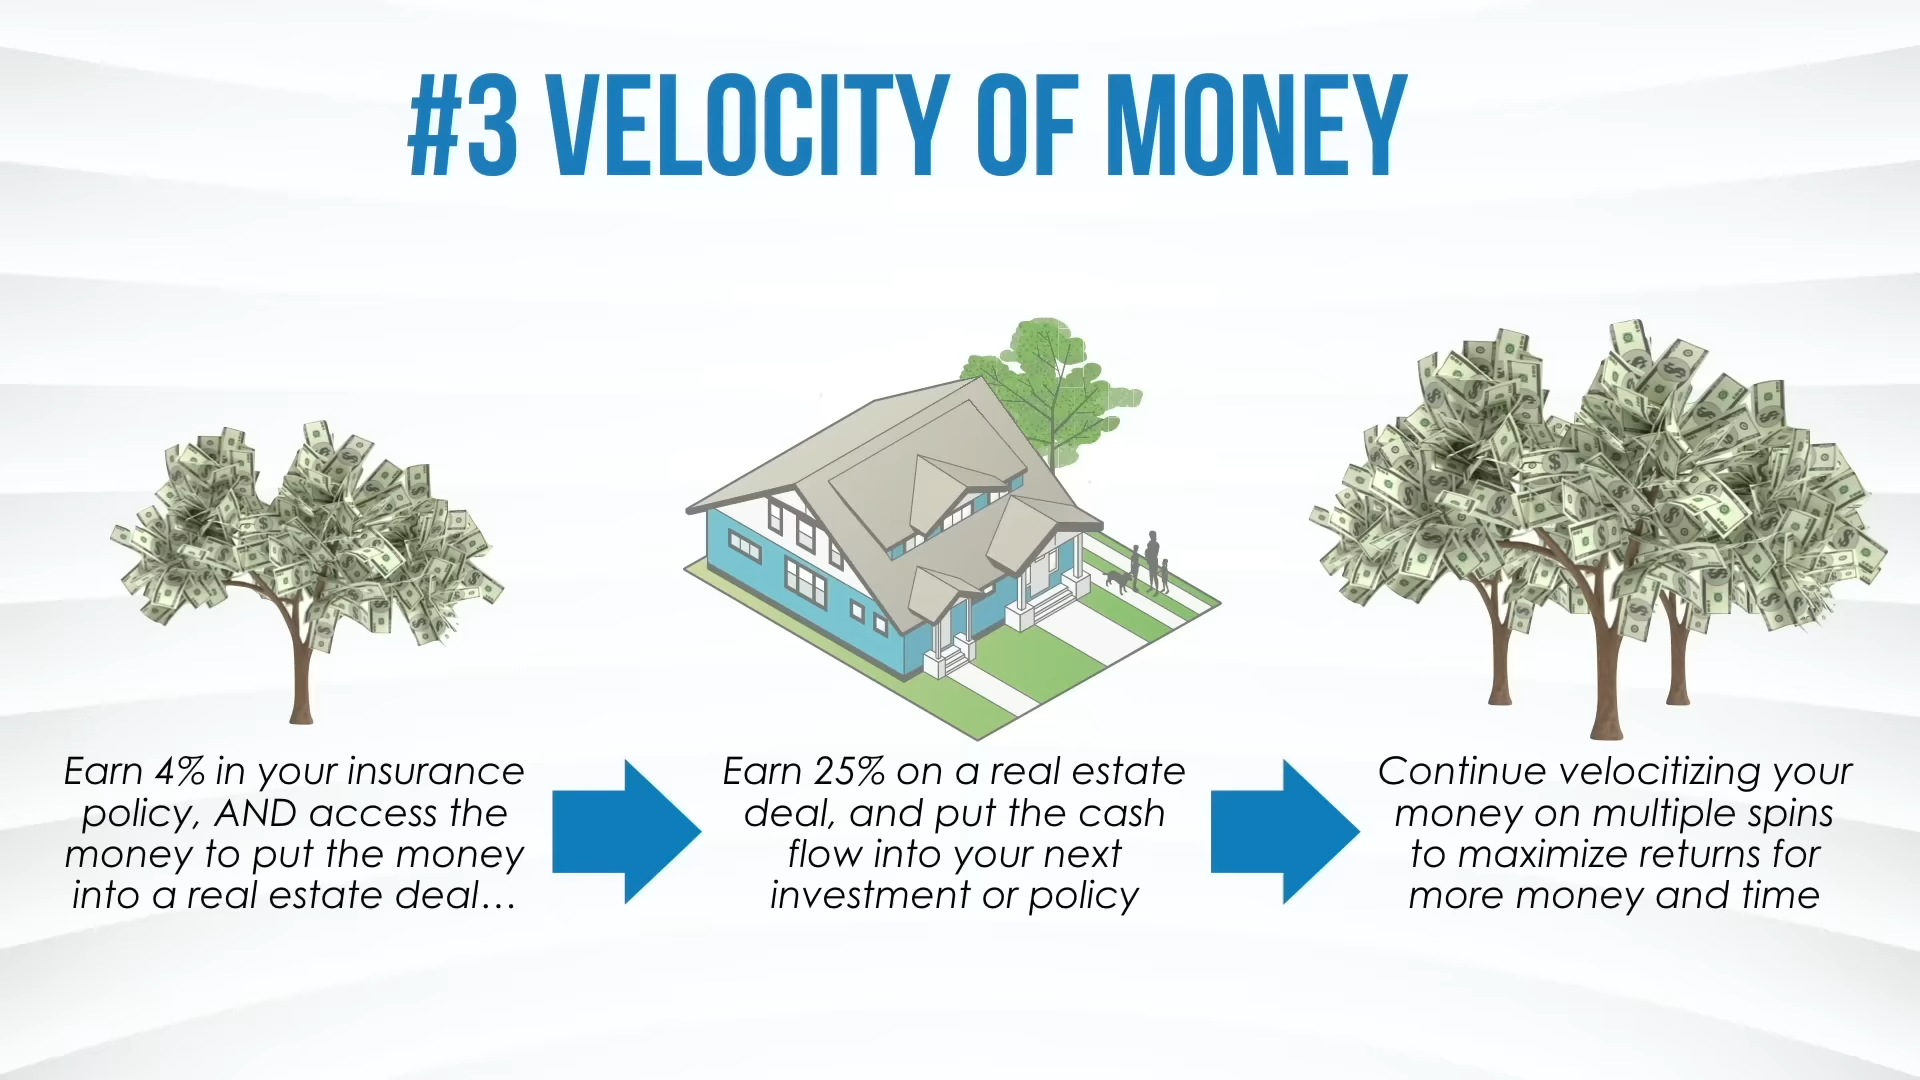 #3 VELOCITY OF MONEY
Earn 4% in your insurance
policy, AND access the
money to put the money
into a real estate deal…
Earn 25% on a real estate
deal, and put the cash
flow into your next
investment or policy
Continue velocitizing your
money on multiple spins
to maximize returns for
more money and time